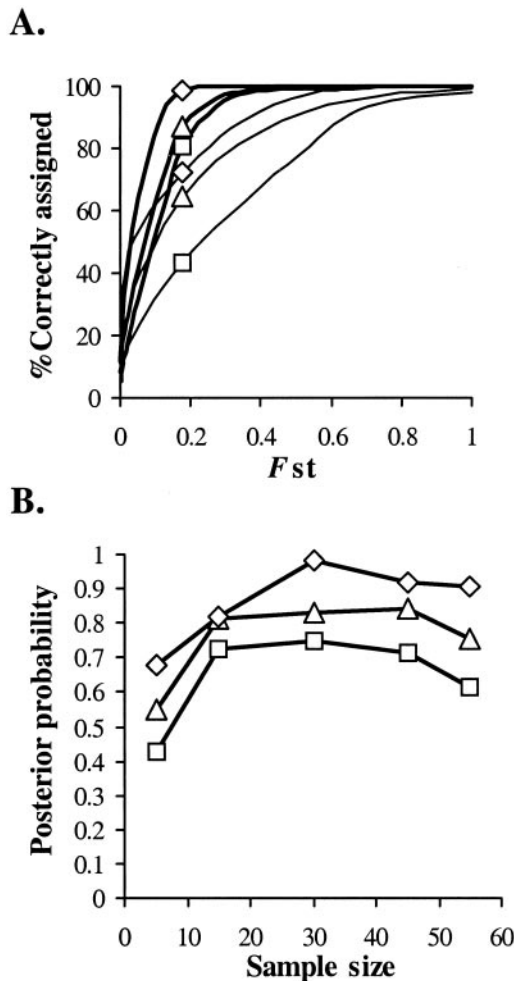 A.
100
80
60
40
20
0
%Correctly assigned
0 0.2 0.4 0.6 0.8 1
Fst
B.
1
0.9
0.8
0.7
0.6
0.5
0.4
0.3
0.2
0.1
0
Posterior probability
0 10 20 30 40 50 60
Sample size